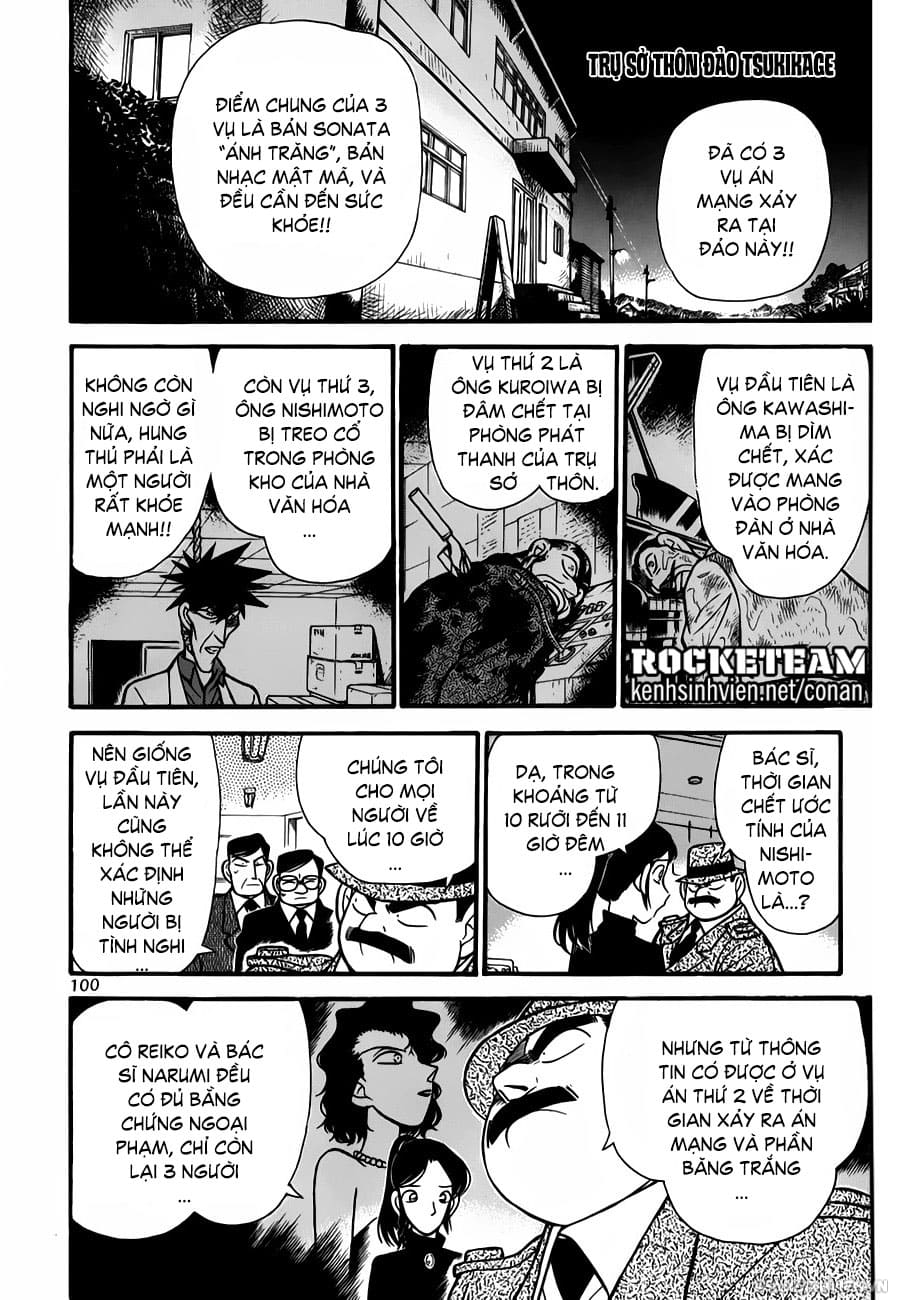 TRỤ SỞ THÔN ĐẢO TSUKIKAGE
ĐÃ CÓ 3
VỤ ÁN
MẠNG XẢY
RA TẠI
ĐẢO NÀY!!
ĐIỂM CHUNG CỦA 3
VỤ LÀ BẢN SONATA
“ÁNH TRĂNG”, BẢN
NHẠC MẬT MÃ, VÀ
ĐỀU CẦN ĐẾN SỨC
KHỎE!!
VỤ ĐẦU TIÊN LÀ
ÔNG KAWASHI-
MA BỊ DÌM
CHẾT, XÁC
ĐƯỢC MANG
VÀO PHÒNG
ĐÀN Ở NHÀ
VĂN HÓA.
VỤ THỨ 2 LÀ
ÔNG KUROIWA BỊ
ĐÂM CHẾT TẠI
PHÒNG PHÁT
THANH CỦA TRỤ
SỞ THÔN.
CÒN VỤ THỨ 3,
ÔNG NISHIMOTO
BỊ TREO CỔ
TRONG PHÒNG
KHO CỦA NHÀ
VĂN HÓA
...
KHÔNG CÒN
NGHI NGỜ GÌ
NỮA, HUNG
THỦ PHẢI LÀ
MỘT NGƯỜI
RẤT KHỎE
MẠNH!!
ROCKETEAM
kenhsinhvien.net/conan
BÁC SĨ,
THỜI GIAN
CHẾT ƯỚC
TÍNH CỦA
NISHI-
MOTO
LÀ...?
DẠ, TRONG
KHOẢNG TỪ
10 RƯỠI ĐẾN 11
GIỜ ĐÊM
...
CHÚNG TÔI
CHO MỌI
NGƯỜI VỀ
LÚC 10 GIỜ
...
NÊN GIỐNG
VỤ ĐẦU TIÊN,
LẦN NÀY
CŨNG
KHÔNG THỂ
XÁC ĐỊNH
NHỮNG
NGƯỜI BỊ
TÌNH NGHI
...
100
NHƯNG TỪ THÔNG
TIN CÓ ĐƯỢC Ở VỤ
ÁN THỨ 2 VỀ THỜI
GIAN XẢY RA ÁN
MẠNG VÀ PHẦN
BĂNG TRẮNG
...
CÔ REIKO VÀ BÁC
SĨ NARUMI ĐỀU
CÓ ĐỦ BẰNG
CHỨNG NGOẠI
PHẠM, CHỈ CÒN
LẠI 3 NGƯỜI
...